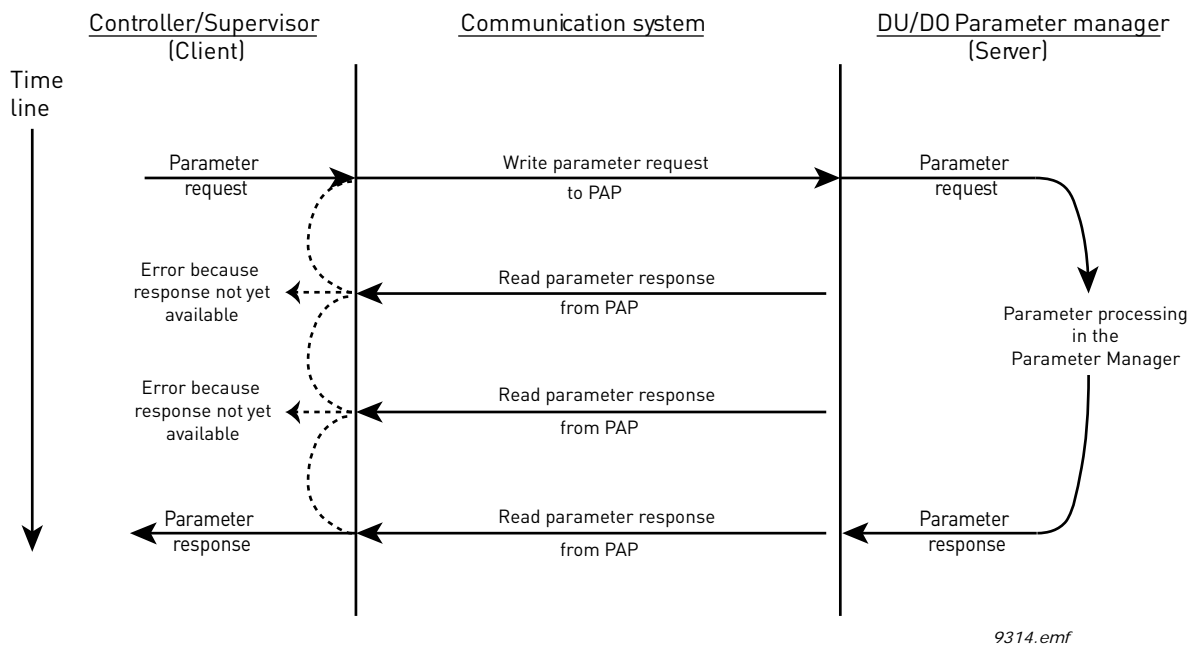 Controller/Supervisor
(Client)
Communication system
DU/DO Parameter manager
(Server)
Time
line
Parameter
request
Write parameter request
to PAP
Parameter
request
Error because
response not yet
available
Read parameter response
from PAP
Parameter processing
in the
Parameter Manager
Error because
response not yet
available
Read parameter response
from PAP
Parameter
response
Read parameter response
from PAP
Parameter
response
9314.emf